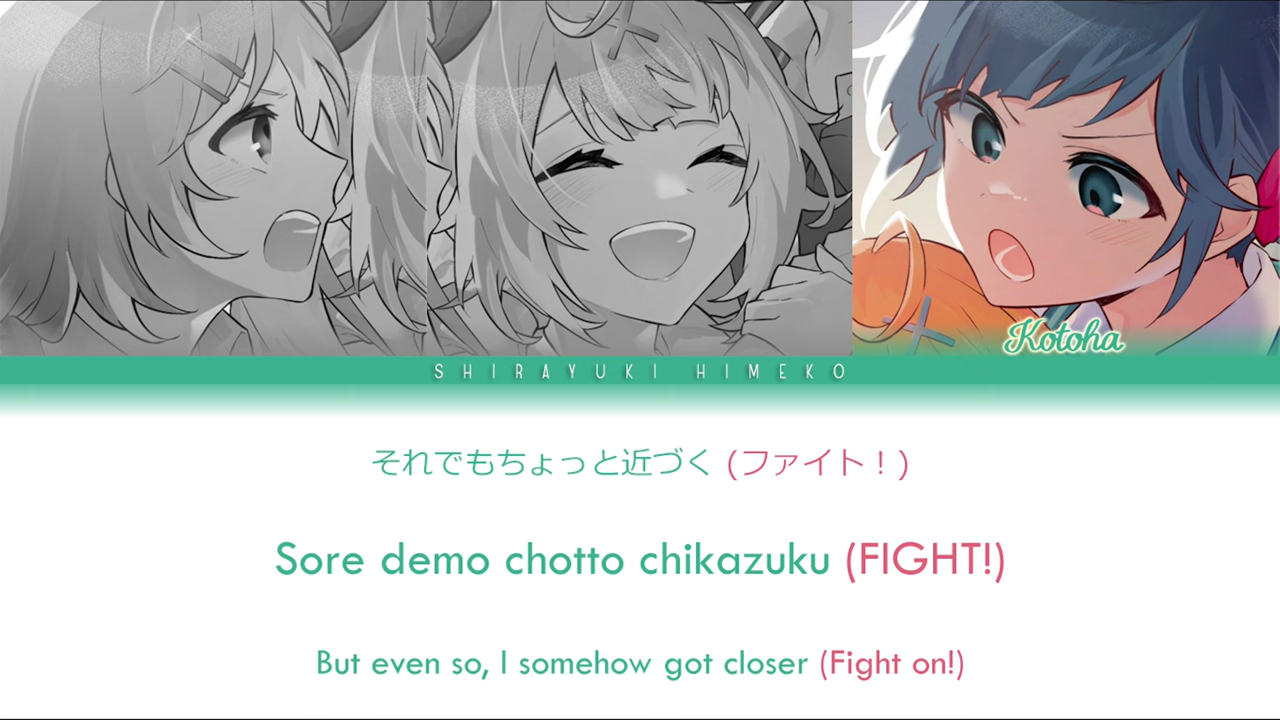 Kotoha
SHIRAYUKI HIMEKO
それでもちょっと近づく (ファイト！)
Sore demo chotto chikazuku (FIGHT!)
But even so, I somehow got closer (Fight on!)